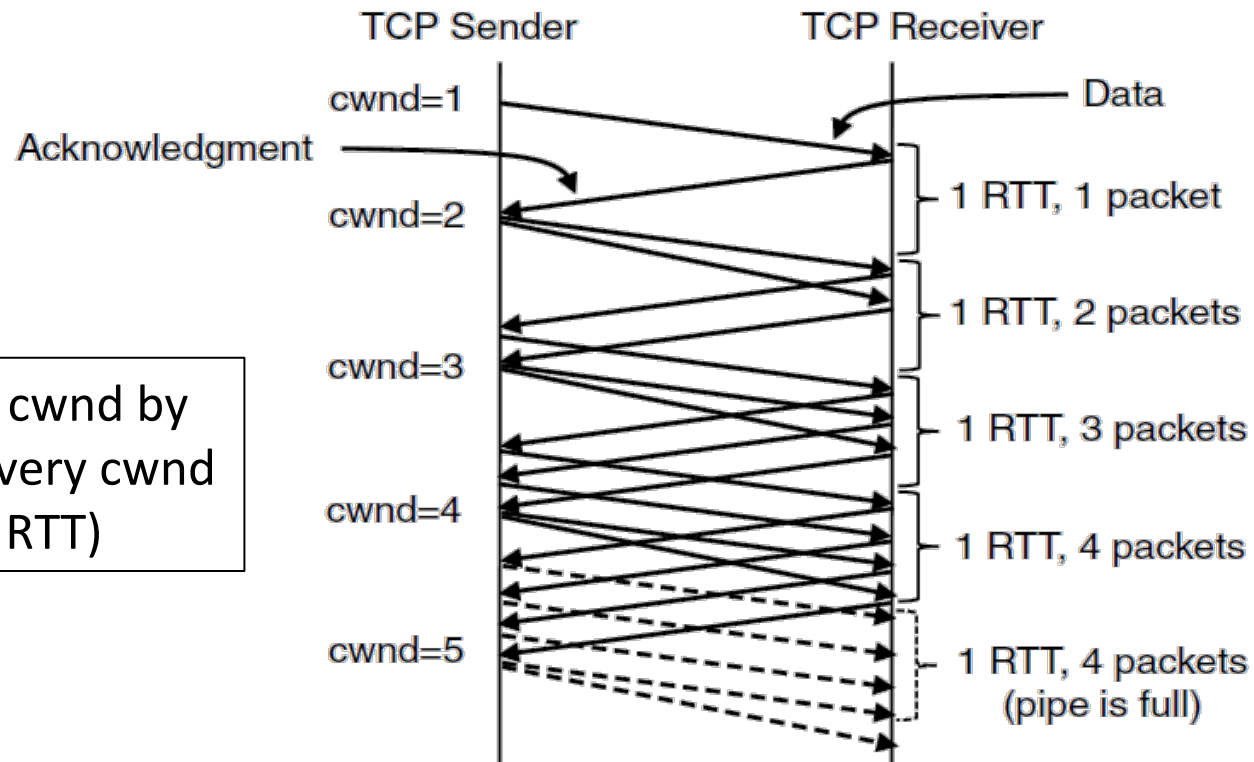 TCP Sender
TCP Receiver
cwnd=1
Data
Acknowledgment
1 RTT, 1 packet
cwnd=2
1 RTT, 2 packets
cwnd=3
cwnd by
very cwnd
RTT)
1 RTT, 3 packets
cwnd=4
1 RTT, 4 packets
cwnd=5
1 RTT, 4 packets
(pipe is full)